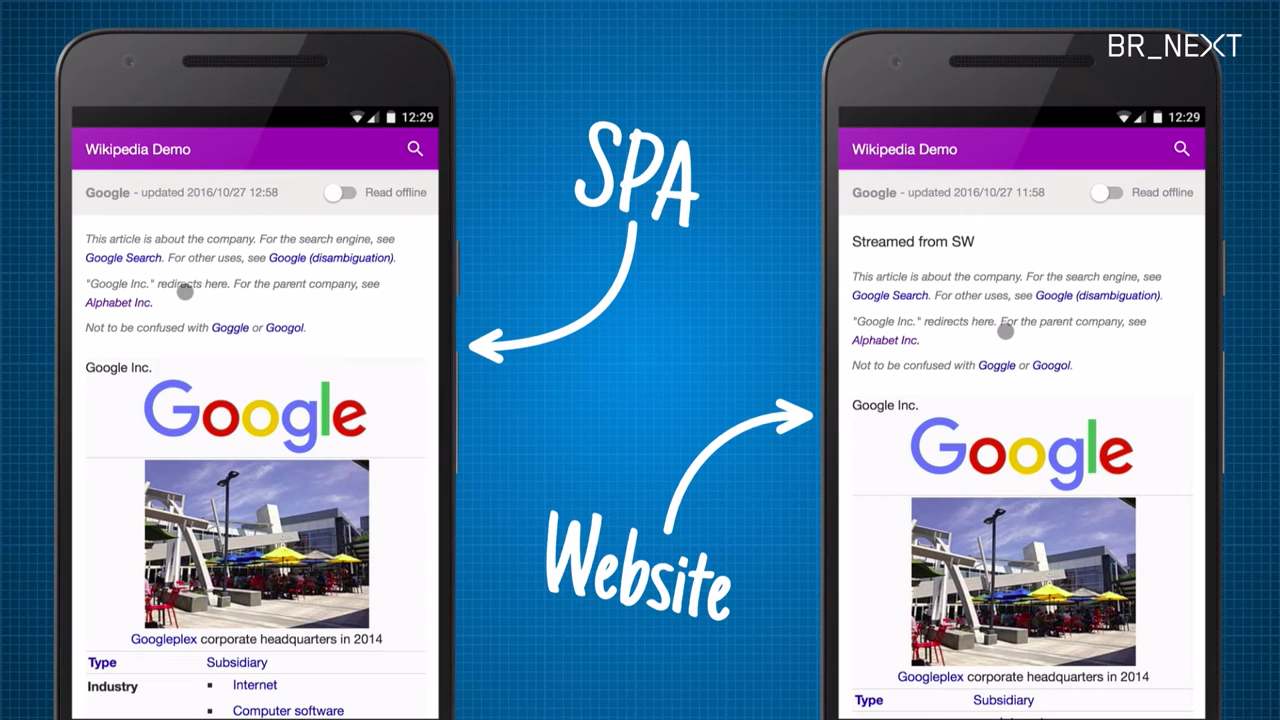 BR_NEXT
12:29
Wikipedia Demo
Google - updated 2016/10/27 12:58 Read offline
This article is about the company. For the search engine, see
Google Search. For other uses, see Google (disambiguation).
"Google Inc." redirects here. For the parent company, see
Alphabet Inc.
Not to be confused with Goggle or Googol.
Google Inc.
Google
Googleplex corporate headquarters in 2014
Type Subsidiary
Industry ▪ Internet
▪ Computer software
SPA
Website
12:29
Wikipedia Demo
Google - updated 2016/10/27 11:58 Read offline
Streamed from SW
This article is about the company. For the search engine, see
Google Search. For other uses, see Google (disambiguation).
"Google Inc." redirects here. For the parent company, see
Alphabet Inc.
Not to be confused with Goggle or Googol.
Google Inc.
Google
Googleplex corporate headquarters in 2014
Type Subsidiary